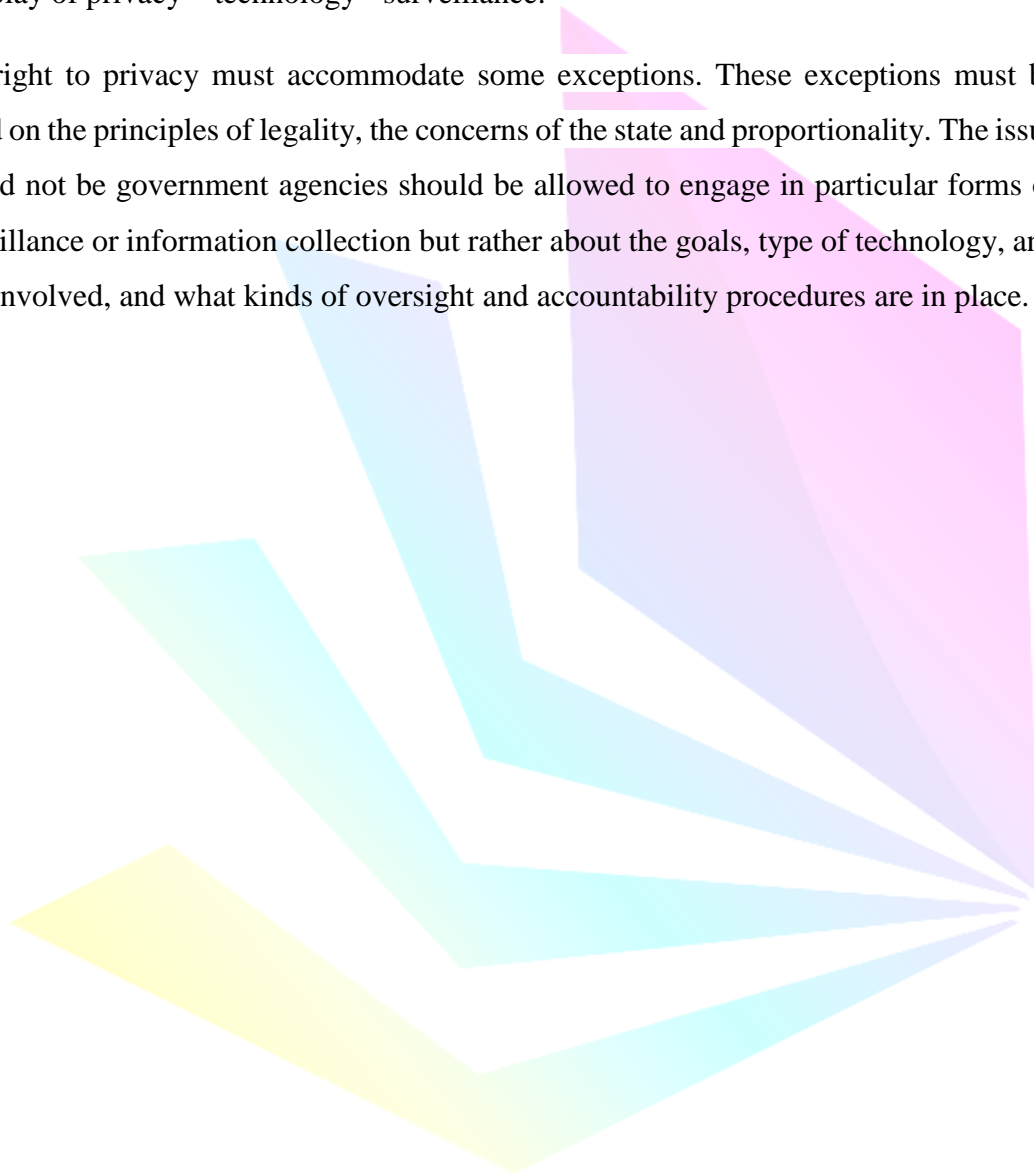 lay of privacy – technology - surveillance.
right to privacy must accommodate some exceptions. These exceptions must b
d on the principles of legality, the concerns of the state and proportionality. The issu
d not be government agencies should be allowed to engage in particular forms
illance or information collection but rather about the goals, type of technology, an
nvolved, and what kinds of oversight and accountability procedures are in place.